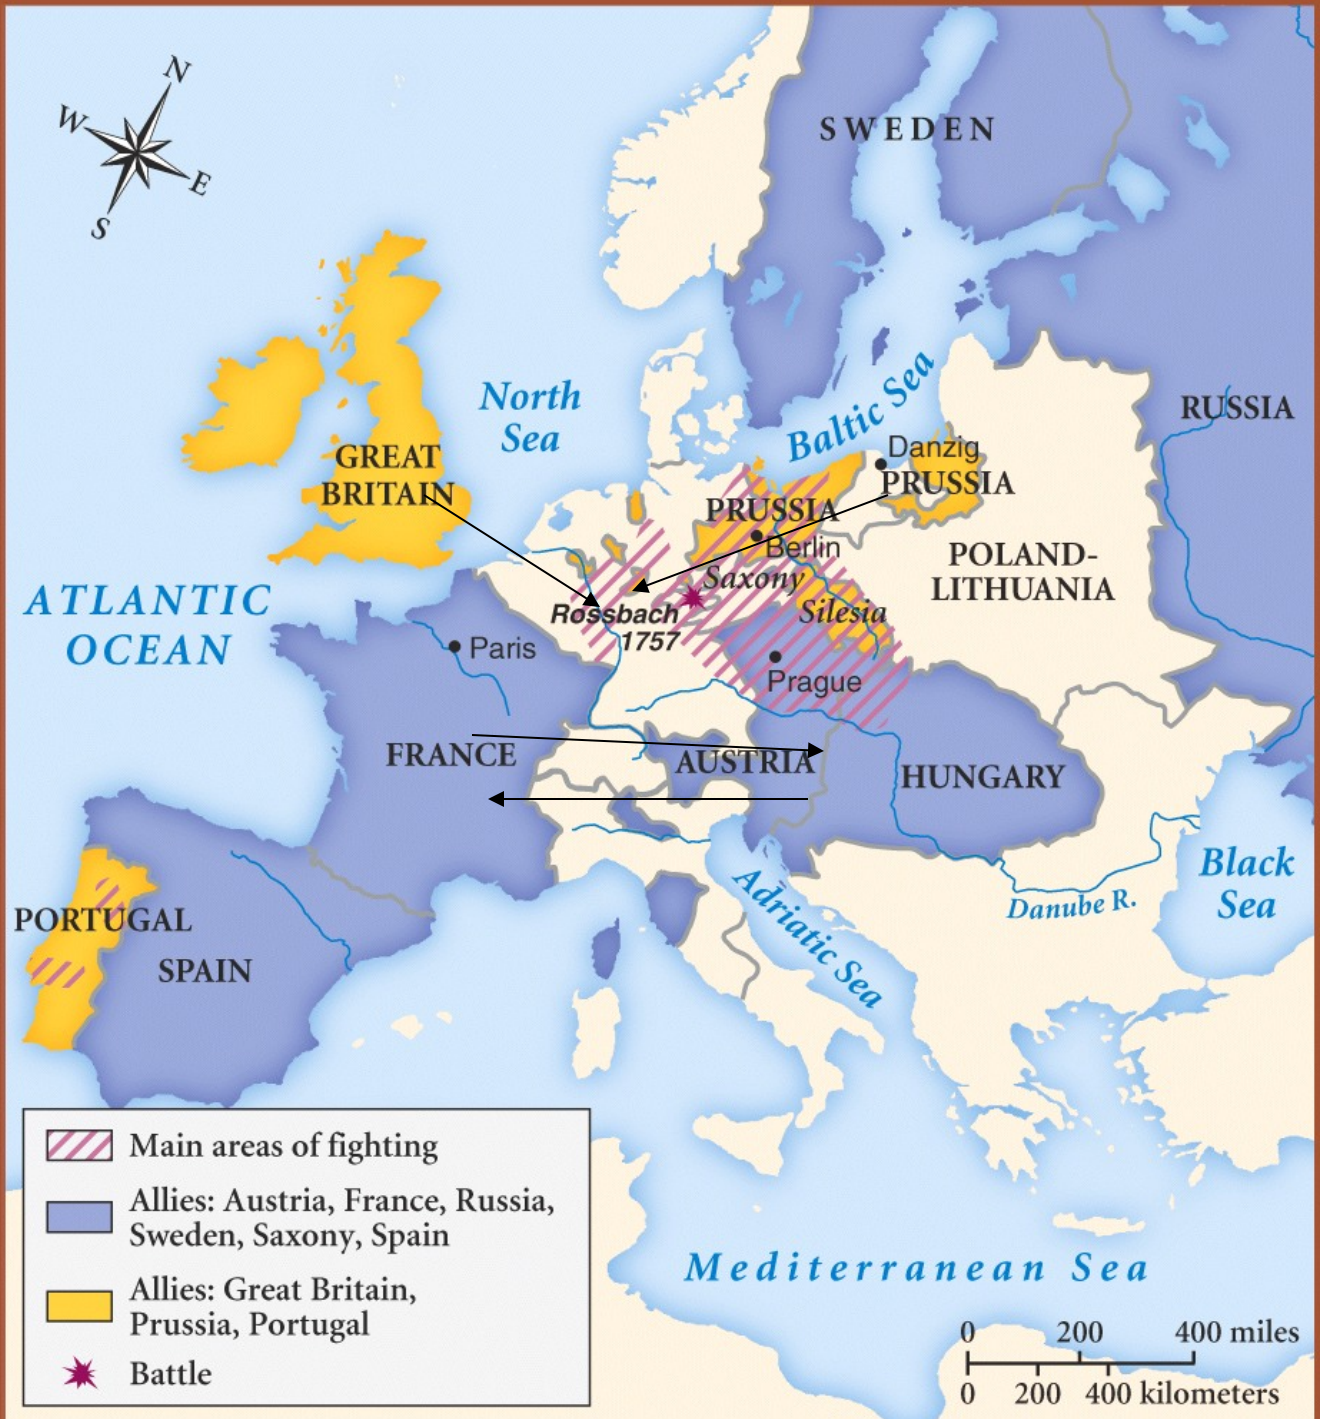 N
W
E
S
SWEDEN
RUSSIA
North
Sea
Baltic Sea
Danzig
PRUSSIA
GREAT
BRITAIN
PRUSSIA
Berlin
POLAND-
LITHUANIA
Saxony
Silesia
ATLANTIC
OCEAN
Rossbach
1757
Paris
Prague
FRANCE
AUSTRIA
HUNGARY
Black
Sea
Danube R.
Adriatic Sea
PORTUGAL
SPAIN
Mediterranean Sea
Main areas of fighting
Allies: Austria, France, Russia,
Sweden, Saxony, Spain
Allies: Great Britain,
Prussia, Portugal
Battle
0 200 400 miles
0 200 400 kilometers